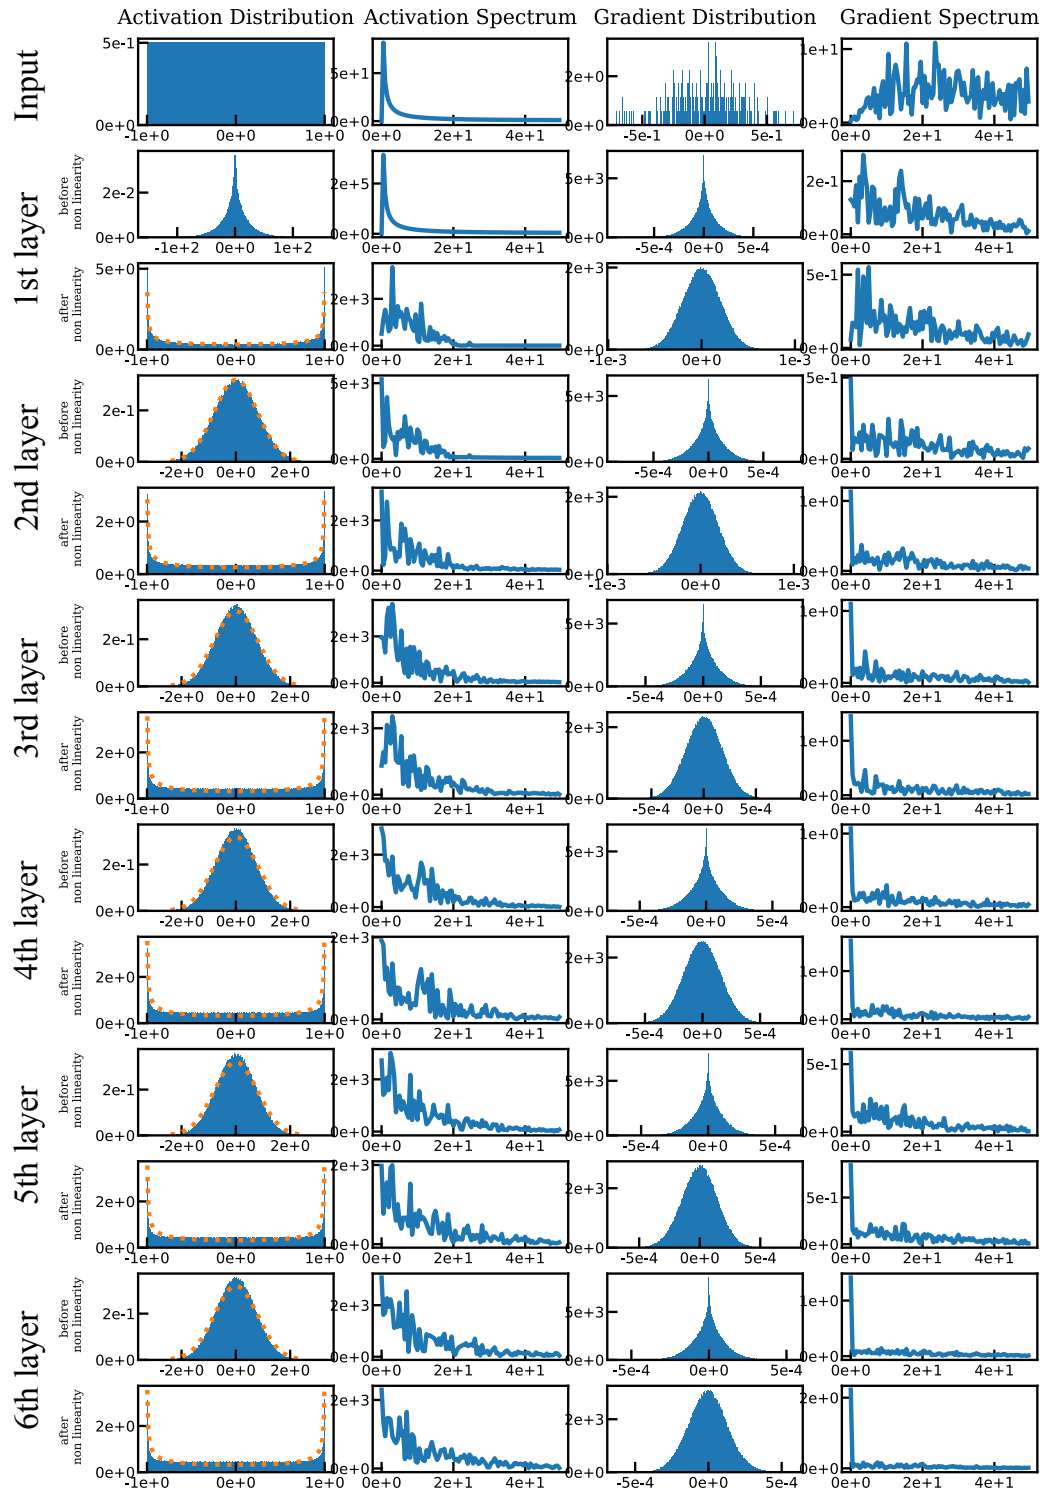 Activation Distribution Activation Spectrum Gradient Distribution Gradient Spectrum
Input
5e-1
0e+0
-1e+0 0e+0 1e+0
5e+1
0e+0
0e+0 2e+1 4e+1
2e+0
0e+0
-5e-1 0e+0 5e-1
1e+1
0e+0
0e+0 2e+1 4e+1
1st layer
before
non linearity
2e-2
0e+0
-1e+2 0e+0 1e+2
2e+5
0e+0
0e+0 2e+1 4e+1
5e+3
0e+0
-5e-4 0e+0 5e-4
2e-1
0e+0
0e+0 2e+1 4e+1
after
non linearity
5e+0
0e+0
-1e+0 0e+0 1e+0
2e+3
0e+0
0e+0 2e+1 4e+1
2e+3
0e+0
-1e-3 0e+0 1e-3
5e-1
0e+0
0e+0 2e+1 4e+1
2nd layer
before
non linearity
2e-1
0e+0
-2e+0 0e+0 2e+0
5e+3
0e+0
0e+0 2e+1 4e+1
5e+3
0e+0
-5e-4 0e+0 5e-4
5e-1
0e+0
0e+0 2e+1 4e+1
after
non linearity
2e+0
0e+0
-1e+0 0e+0 1e+0
2e+3
0e+0
0e+0 2e+1 4e+1
2e+3
0e+0
-1e-3 0e+0 1e-3
1e+0
0e+0
0e+0 2e+1 4e+1
3rd layer
before
non linearity
2e-1
0e+0
-2e+0 0e+0 2e+0
2e+3
0e+0
0e+0 2e+1 4e+1
5e+3
0e+0
-5e-4 0e+0 5e-4
1e+0
0e+0
0e+0 2e+1 4e+1
after
non linearity
2e+0
0e+0
-1e+0 0e+0 1e+0
2e+3
0e+0
0e+0 2e+1 4e+1
2e+3
0e+0
-5e-4 0e+0 5e-4
1e+0
0e+0
0e+0 2e+1 4e+1
4th layer
before
non linearity
2e-1
0e+0
-2e+0 0e+0 2e+0
2e+3
0e+0
0e+0 2e+1 4e+1
5e+3
0e+0
-5e-4 0e+0 5e-4
1e+0
0e+0
0e+0 2e+1 4e+1
after
non linearity
2e+0
0e+0
-1e+0 0e+0 1e+0
2e+3
0e+0
0e+0 2e+1 4e+1
2e+3
0e+0
-5e-4 0e+0 5e-4
1e+0
0e+0
0e+0 2e+1 4e+1
5th layer
before
non linearity
2e-1
0e+0
-2e+0 0e+0 2e+0
2e+3
0e+0
0e+0 2e+1 4e+1
5e+3
0e+0
-5e-4 0e+0 5e-4
5e-1
0e+0
0e+0 2e+1 4e+1
after
non linearity
2e+0
0e+0
-1e+0 0e+0 1e+0
2e+3
0e+0
0e+0 2e+1 4e+1
2e+3
0e+0
-5e-4 0e+0 5e-4
5e-1
0e+0
0e+0 2e+1 4e+1
6th layer
before
non linearity
2e-1
0e+0
-2e+0 0e+0 2e+0
2e+3
0e+0
0e+0 2e+1 4e+1
5e+3
0e+0
-5e-4 0e+0 5e-4
1e+0
0e+0
0e+0 2e+1 4e+1
after
non linearity
2e+0
0e+0
-1e+0 0e+0 1e+0
2e+3
0e+0
0e+0 2e+1 4e+1
2e+3
0e+0
-5e-4 0e+0 5e-4
2e+0
0e+0
0e+0 2e+1 4e+1